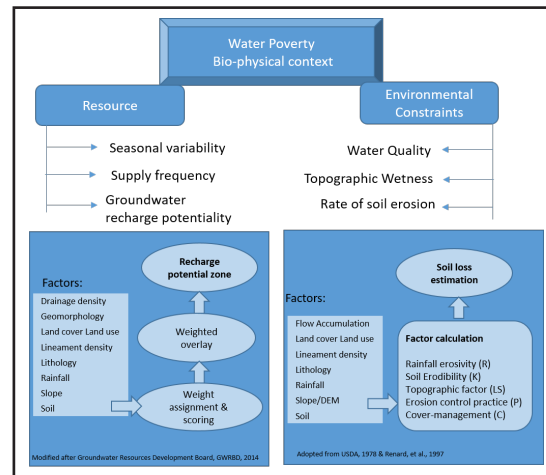 Water Poverty
Bio-physical context
Resource
Environmental
Constraints
Seasonal variability
Supply frequency
Groundwater
recharge potentiality
Water Quality
Topographic Wetness
Rate of soil erosion
Recharge
potential zone
Factors:
Drainage density
Geomorphology
Land cover Land use
Lineament density
Lithology
Rainfall
Slope
Soil
Weighted
overlay
Weight
assignment &
scoring
Modified after Groundwater Resources Development Board, GWRBD, 2014
Soil loss
estimation
Factors:
Flow Accumulation
Land cover Land use
Lineament density
Lithology
Rainfall
Slope/DEM
Soil
Factor calculation
Rainfall erosivity (R)
Soil Erodibility (K)
Topographic factor (LS)
Erosion control practice (P)
Cover-management (C)
Adopted from USDA, 1978 & Renard, et al., 1997